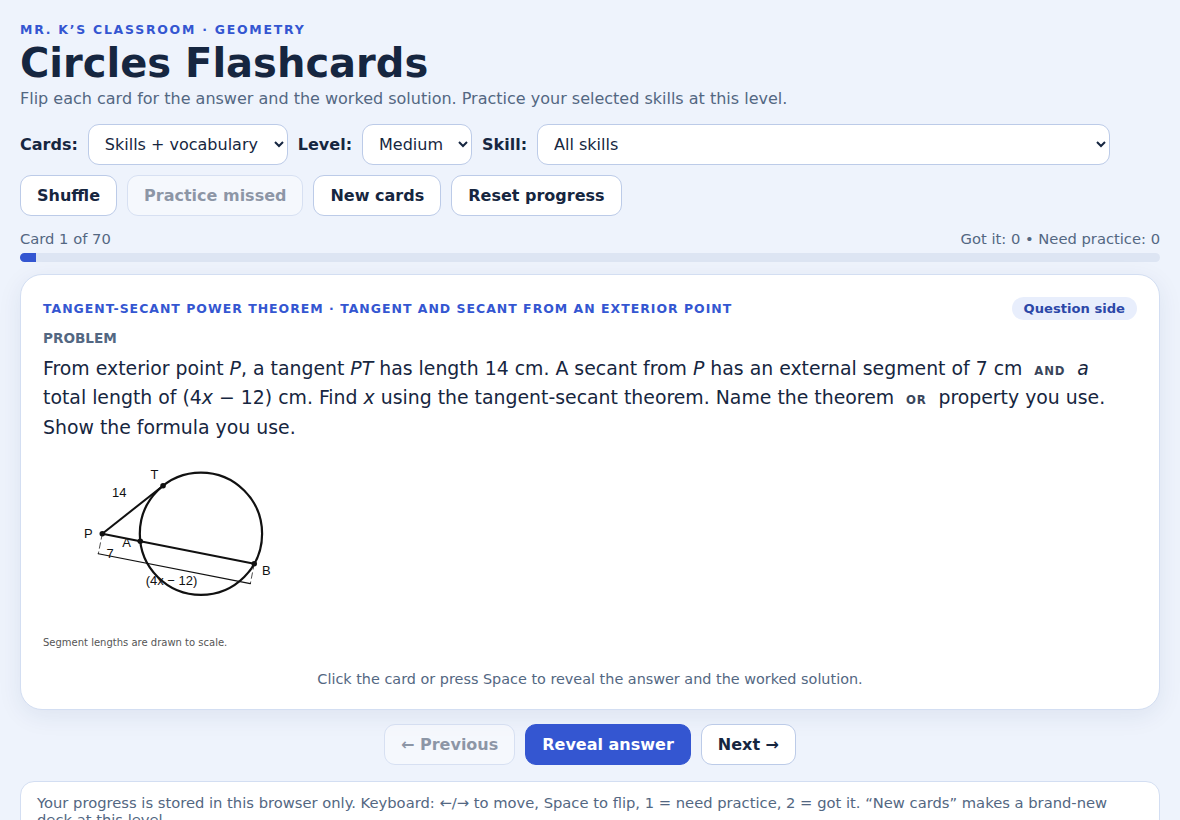 MR. K’S CLASSROOM · GEOMETRY
Circles Flashcards
Flip each card for the answer and the worked solution. Practice your selected skills at this level.
Cards: Skills + vocabulary Level: Medium Skill: All skills
Shuffle Practice missed New cards Reset progress
Card 1 of 70 Got it: 0 • Need practice: 0
TANGENT-SECANT POWER THEOREM · TANGENT AND SECANT FROM AN EXTERIOR POINT Question side
PROBLEM
From exterior point P, a tangent PT has length 14 cm. A secant from P has an external segment of 7 cm AND a
total length of (4x − 12) cm. Find x using the tangent-secant theorem. Name the theorem OR property you use.
Show the formula you use.
T
14
P
A
7
B
(4x − 12)
Segment lengths are drawn to scale.
Click the card or press Space to reveal the answer and the worked solution.
← Previous Reveal answer Next →
Your progress is stored in this browser only. Keyboard: ←/→ to move, Space to flip, 1 = need practice, 2 = got it. “New cards” makes a brand-new
deck at this level.